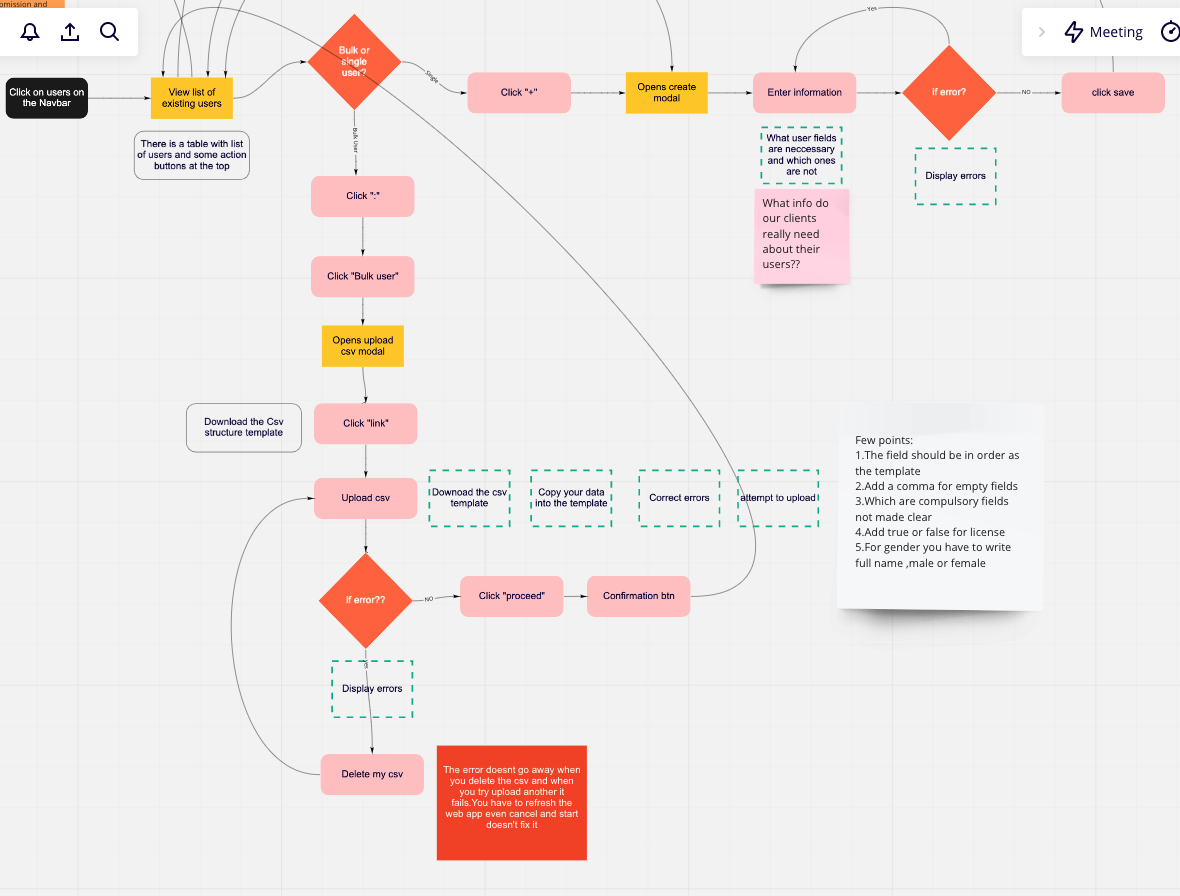 omission and
Meeting
Click on users on
the Navbar
View list of
existing users
Bulk or
single
user?
Single
Click "+"
Opens create
modal
Enter information
Yes
if error?
NO
click save
There is a table with list
of users and some action
buttons at the top
Bulk User
What user fields
are neccessary
and which ones
are not
Display errors
What info do
our clients
really need
about their
users??
Click ":"
Click "Bulk user"
Opens upload
csv modal
Download the Csv
structure template
Click "link"
Upload csv
Downoad the csv
template
Copy your data
into the template
Correct errors
attempt to upload
Few points:
1.The field should be in order as
the template
2.Add a comma for empty fields
3.Which are compulsory fields
not made clear
4.Add true or false for license
5.For gender you have to write
full name ,male or female
if error??
NO
Click "proceed"
Confirmation btn
Display errors
Delete my csv
The error doesnt go away when
you delete the csv and when
you try upload another it
fails.You have to refresh the
web app even cancel and start
doesn't fix it